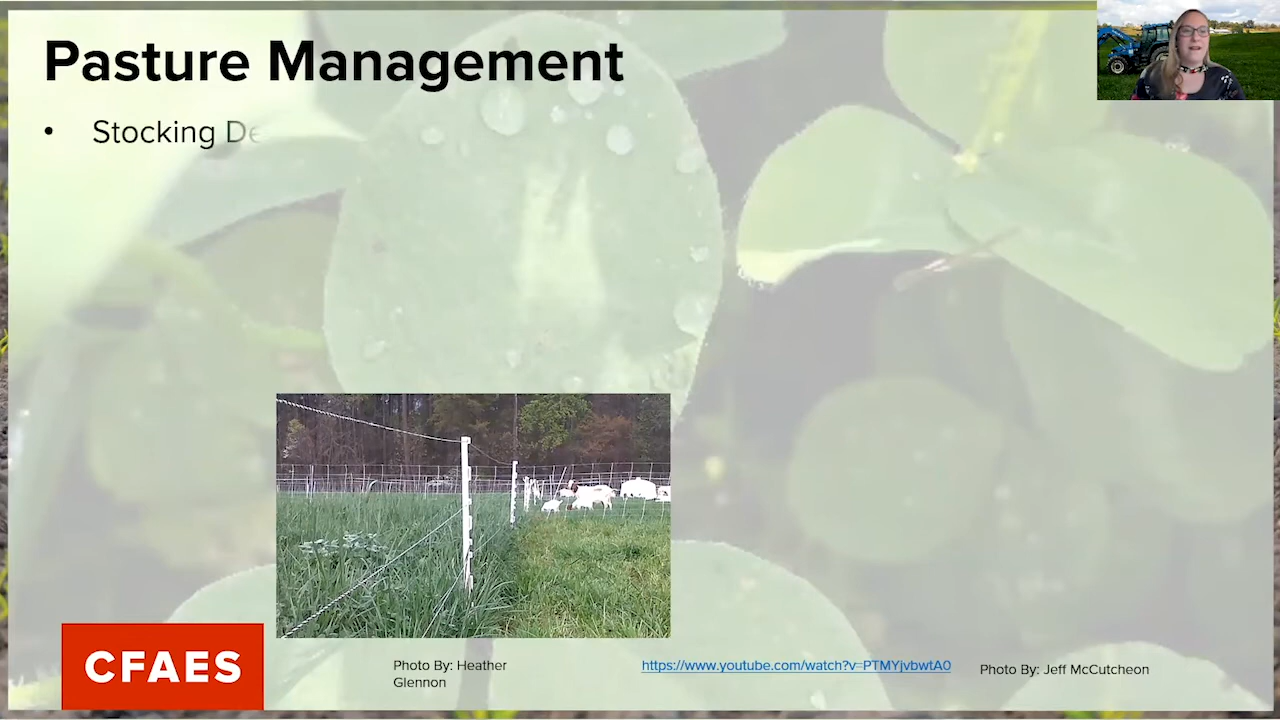 Pasture Management
• Stocking De
CFAES
Photo By: Heather
Glennon
https://www.youtube.com/watch?v=PTMYjvbwtA0
Photo By: Jeff McCutcheon